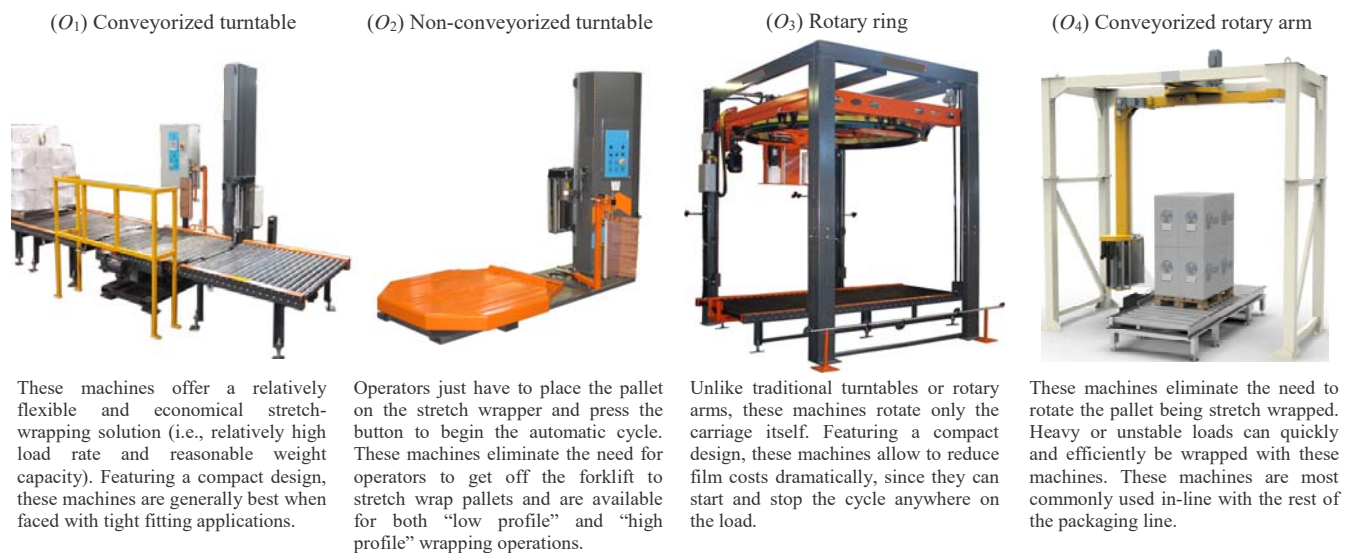 (O₁) Conveyorized turntable
(O₂) Non-conveyorized turntable
(O₃) Rotary ring
(O₄) Conveyorized rotary arm
These machines offer a relatively
flexible and economical stretch-
wrapping solution (i.e., relatively high
load rate and reasonable weight
capacity). Featuring a compact design,
these machines are generally best when
faced with tight fitting applications.
Operators just have to place the pallet
on the stretch wrapper and press the
button to begin the automatic cycle.
These machines eliminate the need for
operators to get off the forklift to
stretch wrap pallets and are available
for both “low profile” and “high
profile” wrapping operations.
Unlike traditional turntables or rotary
arms, these machines rotate only the
carriage itself. Featuring a compact
design, these machines allow to reduce
film costs dramatically, since they can
start and stop the cycle anywhere on
the load.
These machines eliminate the need to
rotate the pallet being stretch wrapped.
Heavy or unstable loads can quickly
and efficiently be wrapped with these
machines. These machines are most
commonly used in-line with the rest of
the packaging line.